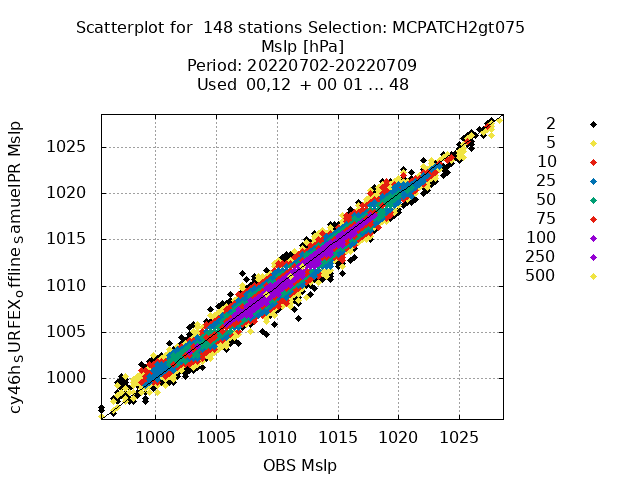 Scatterplot for 148 stations Selection: MCPATCH2gt075
Mslp [hPa]
Period: 20220702-20220709
Used 00,12 + 00 01 ... 48
cy46h_SURFEX_offline_samuelPR Mslp
1025
1020
1015
1010
1005
1000
1000 1005 1010 1015 1020 1025
OBS Mslp
2
5
10
25
50
75
100
250
500